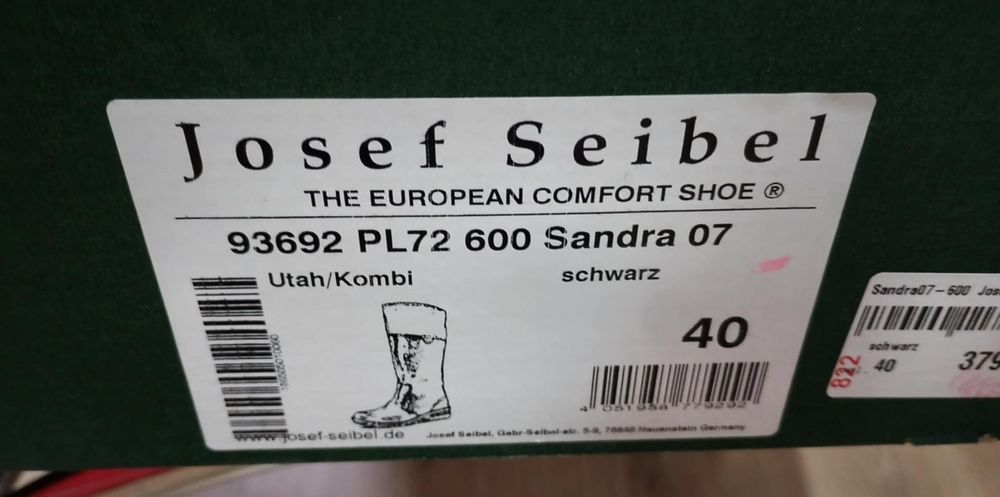 Josef Seibel
THE EUROPEAN COMFORT SHOE ®
93692 PL72 600 Sandra 07
Utah/Kombi schwarz
40
4 051958 779292
www.josef-seibel.de Josef Seibel, Gebr-Seibel-str. 5-9, 76846 Hauenstein Germany
Sandra07-600 Jos
schwarz
40 379
822